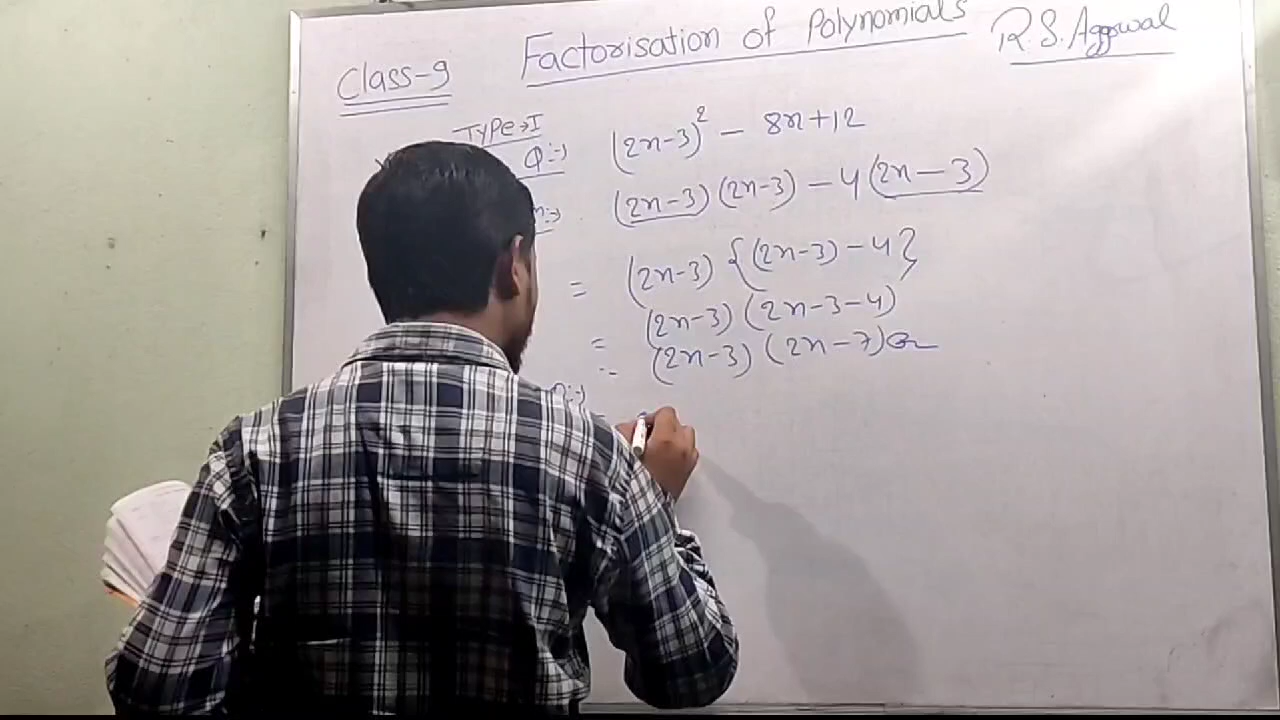 Class-9 Factorisation of Polynomials R.S. Aggrwal
Type→I
Q:→ (2x-3)² - 8x+12
(2x-3) (2x-3) - 4 (2x-3)
= (2x-3) {(2x-3) - 4}
= (2x-3) (2x-3-4)
= (2x-3) (2x-7)